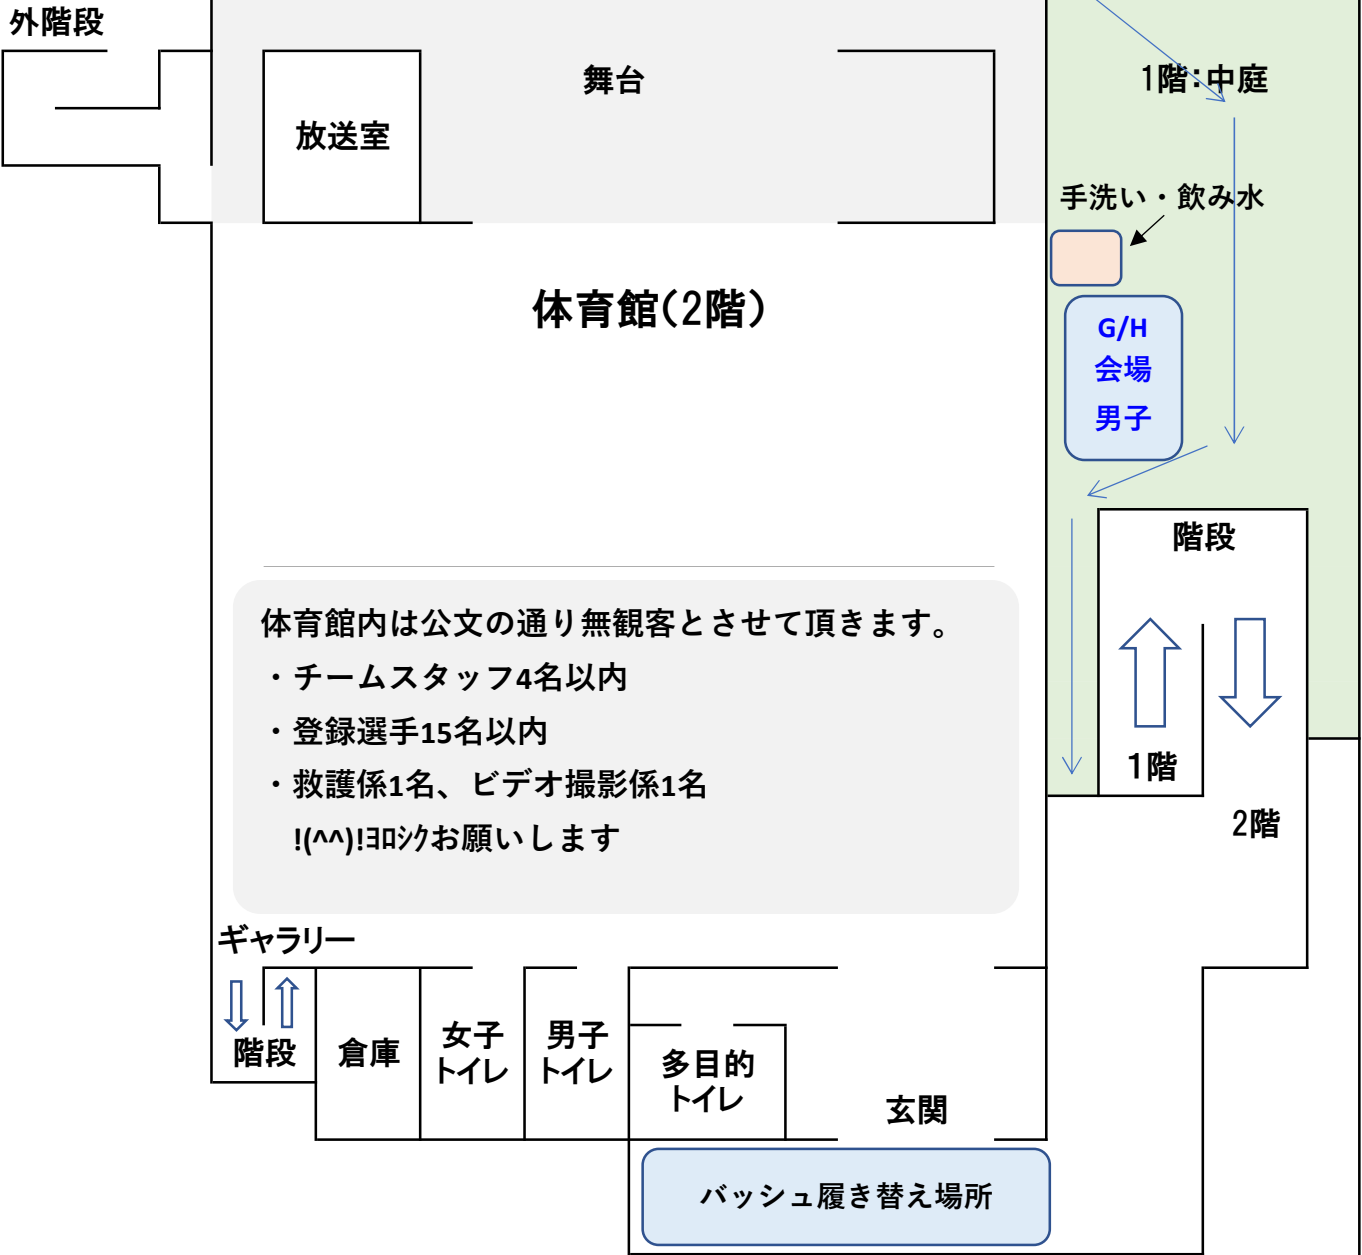 外階段
舞台
1階:中庭
放送室
手洗い・飲み水
体育館(2階)
G/H
会場
男子
階段
体育館内は公文の通り無観客とさせて頂きます。
・チームスタッフ4名以内
・登録選手15名以内
・救護係1名、ビデオ撮影係1名
!(^^)!ﾖﾛｼｸお願いします
1階
2階
ギャラリー
階段
倉庫
女子
トイレ
男子
トイレ
多目的
トイレ
玄関
バッシュ履き替え場所